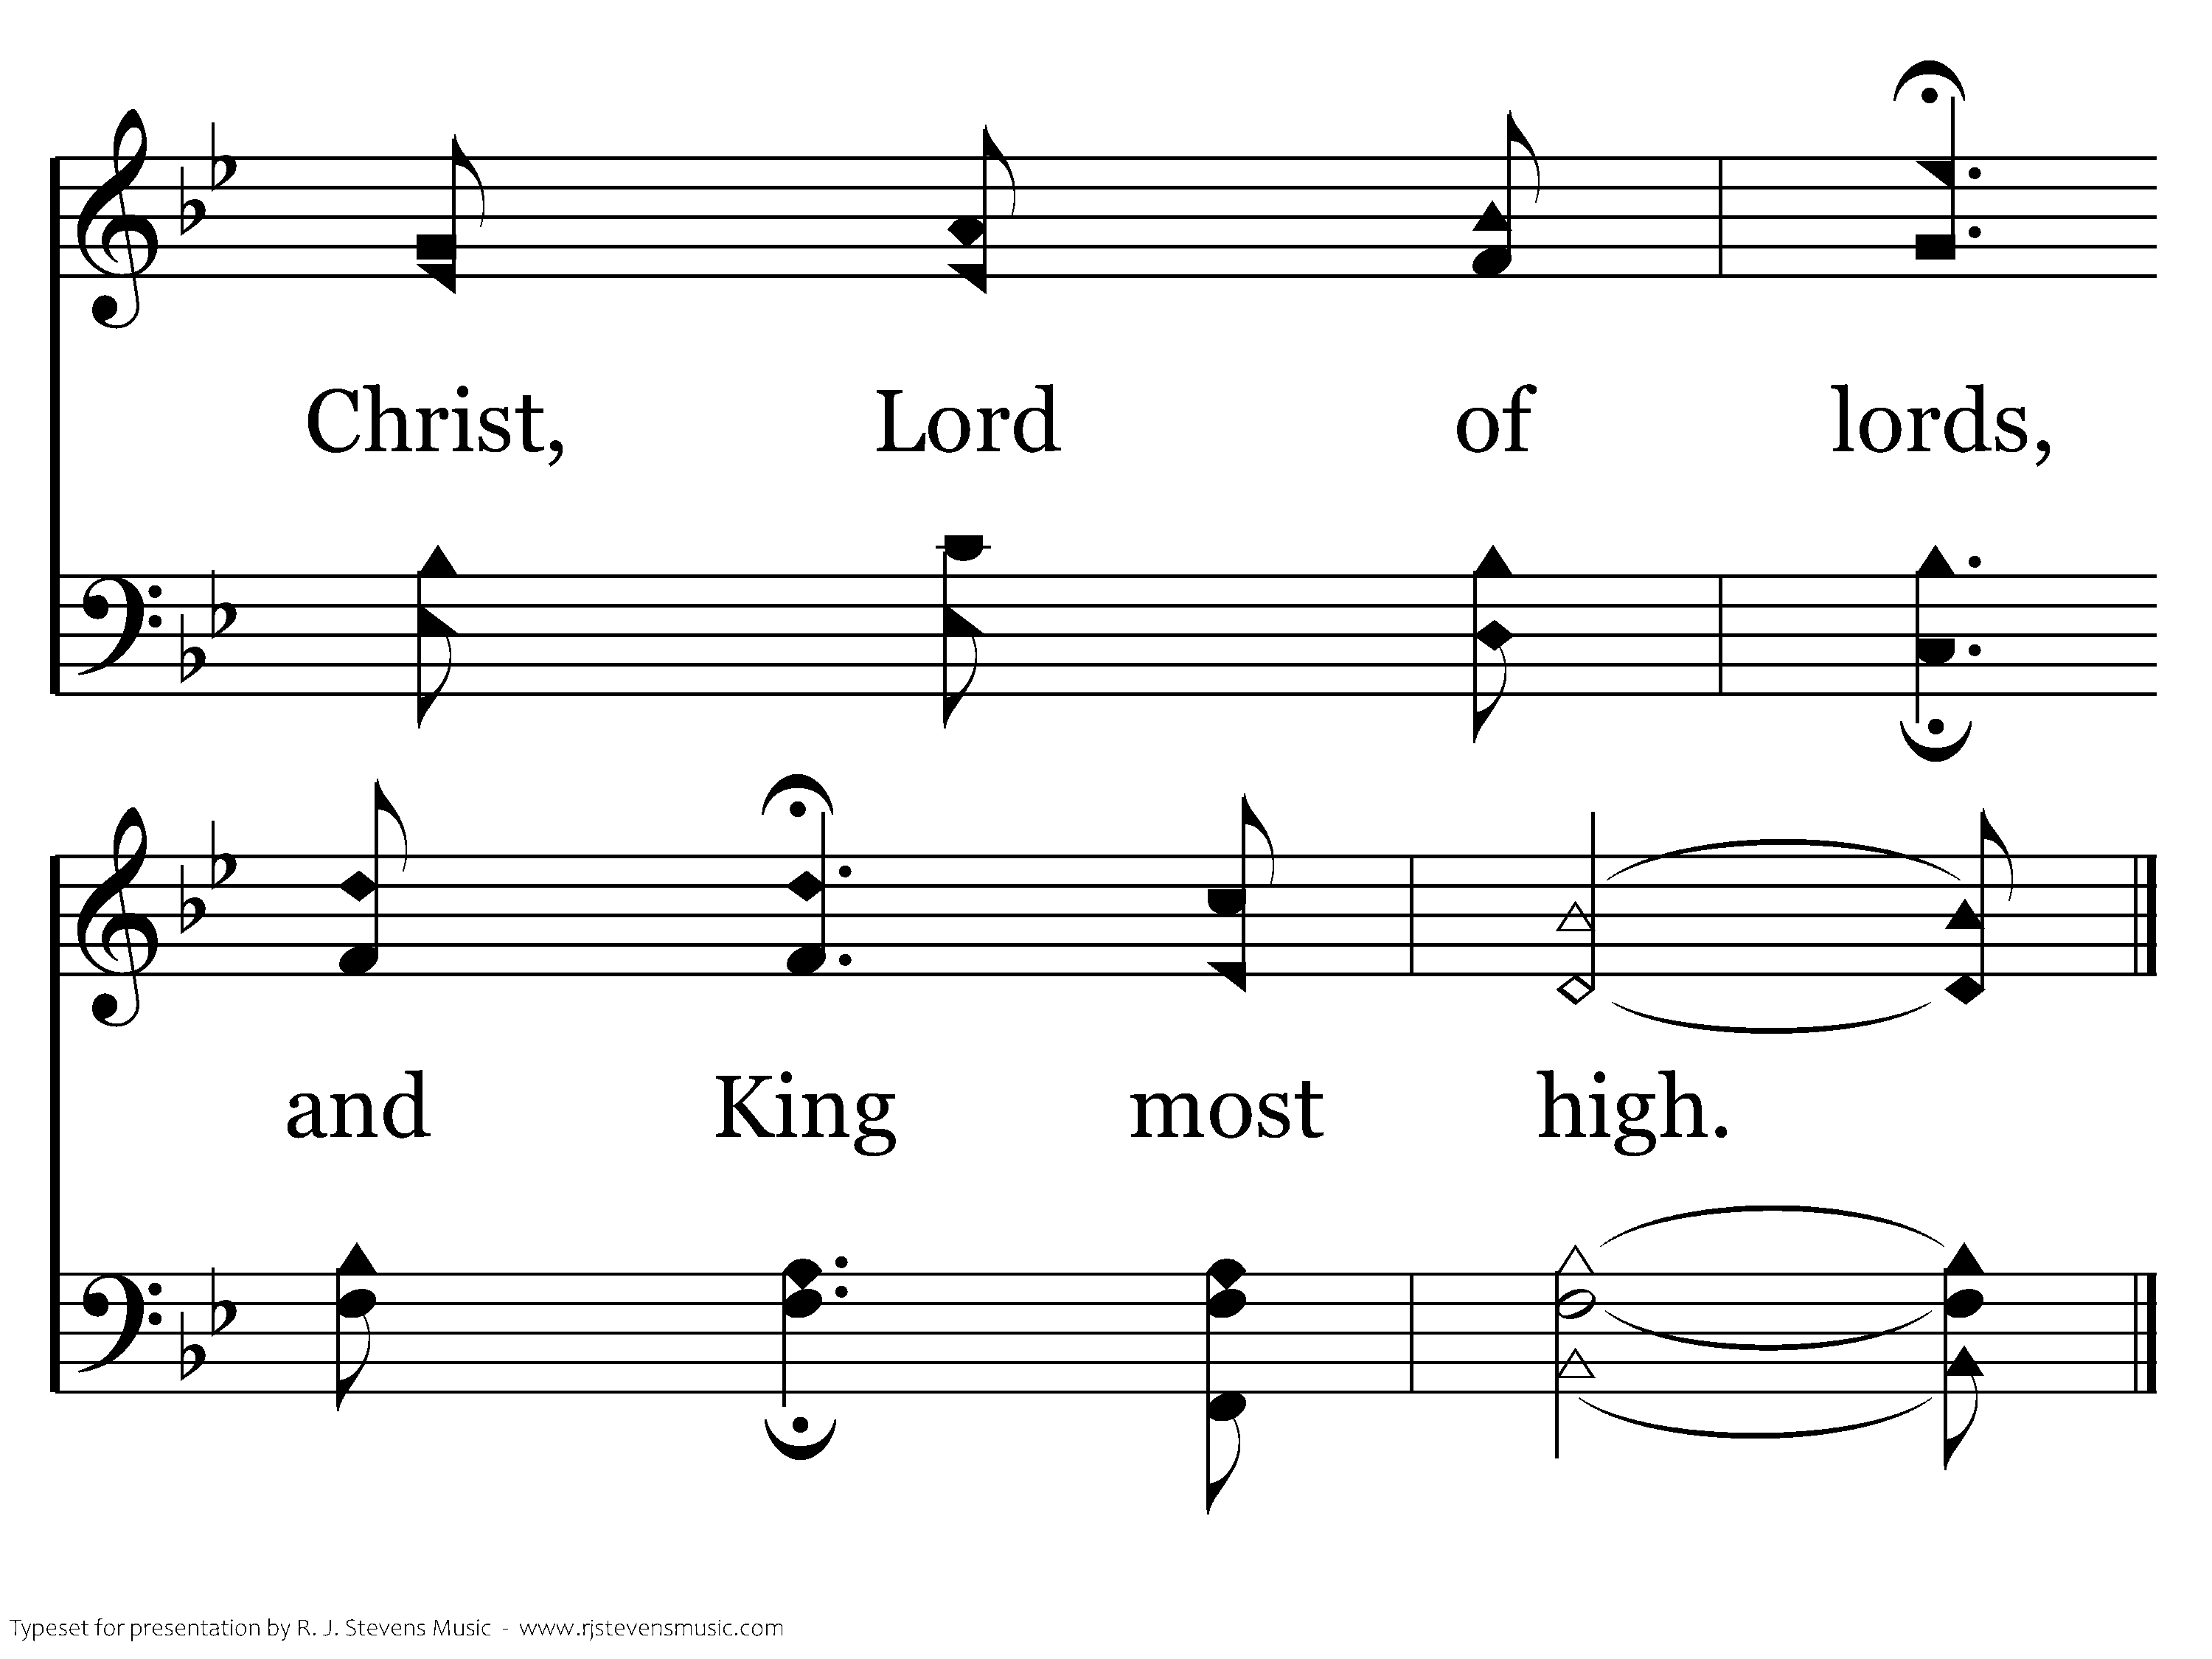 Christ, Lord of lords,
and King most high.
Typeset for presentation by R. J. Stevens Music - www.rjstevensmusic.com